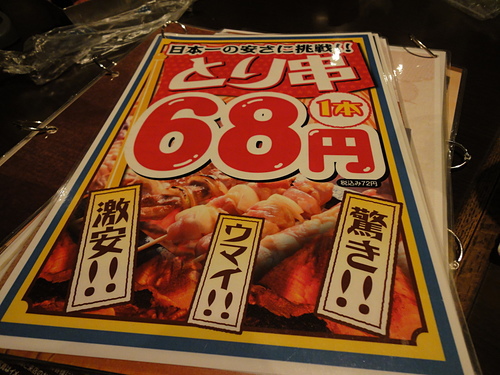 日本一の安さに挑戦!!
とり串
68円
1本
税込み72円
激安!!
ウマイ!!
驚き!!